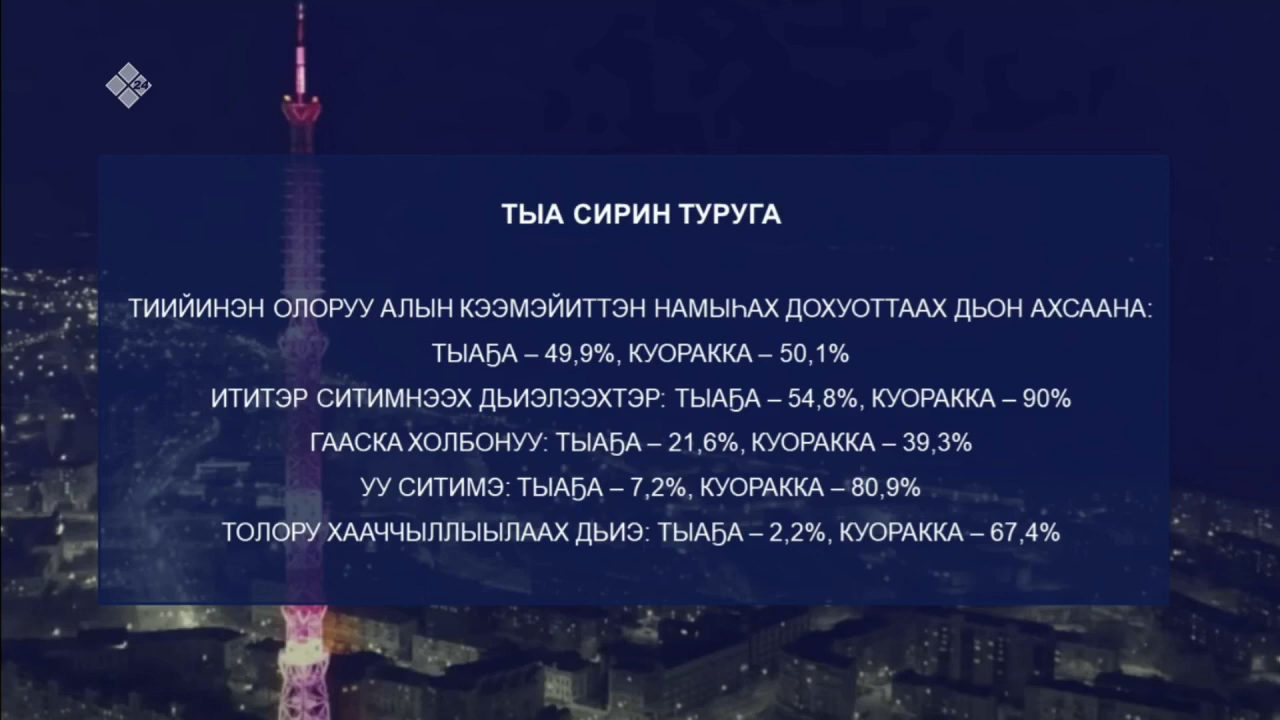 24
ТЫА СИРИН ТУРУГА
ТИИЙИНЭН ОЛОРУУ АЛЫН КЭЭМЭЙИТТЭН НАМЫҺАХ ДОХУОТТААХ ДЬОН АХСААНА:
ТЫАҔА – 49,9%, КУОРАККА – 50,1%
ИТИТЭР СИТИМНЭЭХ ДЬИЭЛЭЭХТЭР: ТЫАҔА – 54,8%, КУОРАККА – 90%
ГААСКА ХОЛБОНУУ: ТЫАҔА – 21,6%, КУОРАККА – 39,3%
УУ СИТИМЭ: ТЫАҔА – 7,2%, КУОРАККА – 80,9%
ТОЛОРУ ХААЧЧЫЛЛЫЫЛААХ ДЬИЭ: ТЫАҔА – 2,2%, КУОРАККА – 67,4%